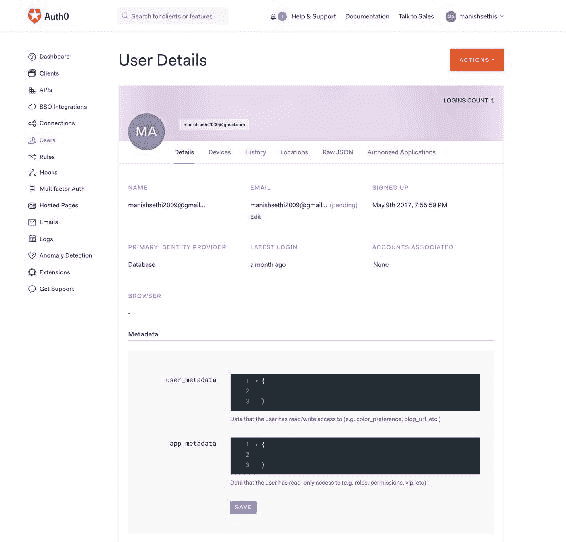 Auth0
Search for clients or features
1
Help & Support
Documentation
Talk to Sales
manishsethis
Dashboard
Clients
APIs
SSO Integrations
Connections
Users
Rules
Hooks
Multifactor Auth
Hosted Pages
Emails
Logs
Anomaly Detection
Extensions
Get Support
User Details
ACTIONS
LOGINS COUNT: 1
MA
manishsethi2009@gmail.com
Details
Devices
History
Locations
Raw JSON
Authorized Applications
NAME
EMAIL
SIGNED UP
manishsethi2009@gmail...
manishsethi2009@gmail... (pending)
May 9th 2017, 7:55:59 PM
Edit
PRIMARY IDENTITY PROVIDER
LATEST LOGIN
ACCOUNTS ASSOCIATED
Database
a month ago
None
BROWSER
-
Metadata
user_metadata
1 {
2
3 }
Data that the user has read/write access to (e.g. color_preference, blog_url, etc.)
app_metadata
1 {
2
3 }
Data that the user has read-only access to (e.g. roles, permissions, vip, etc)
SAVE